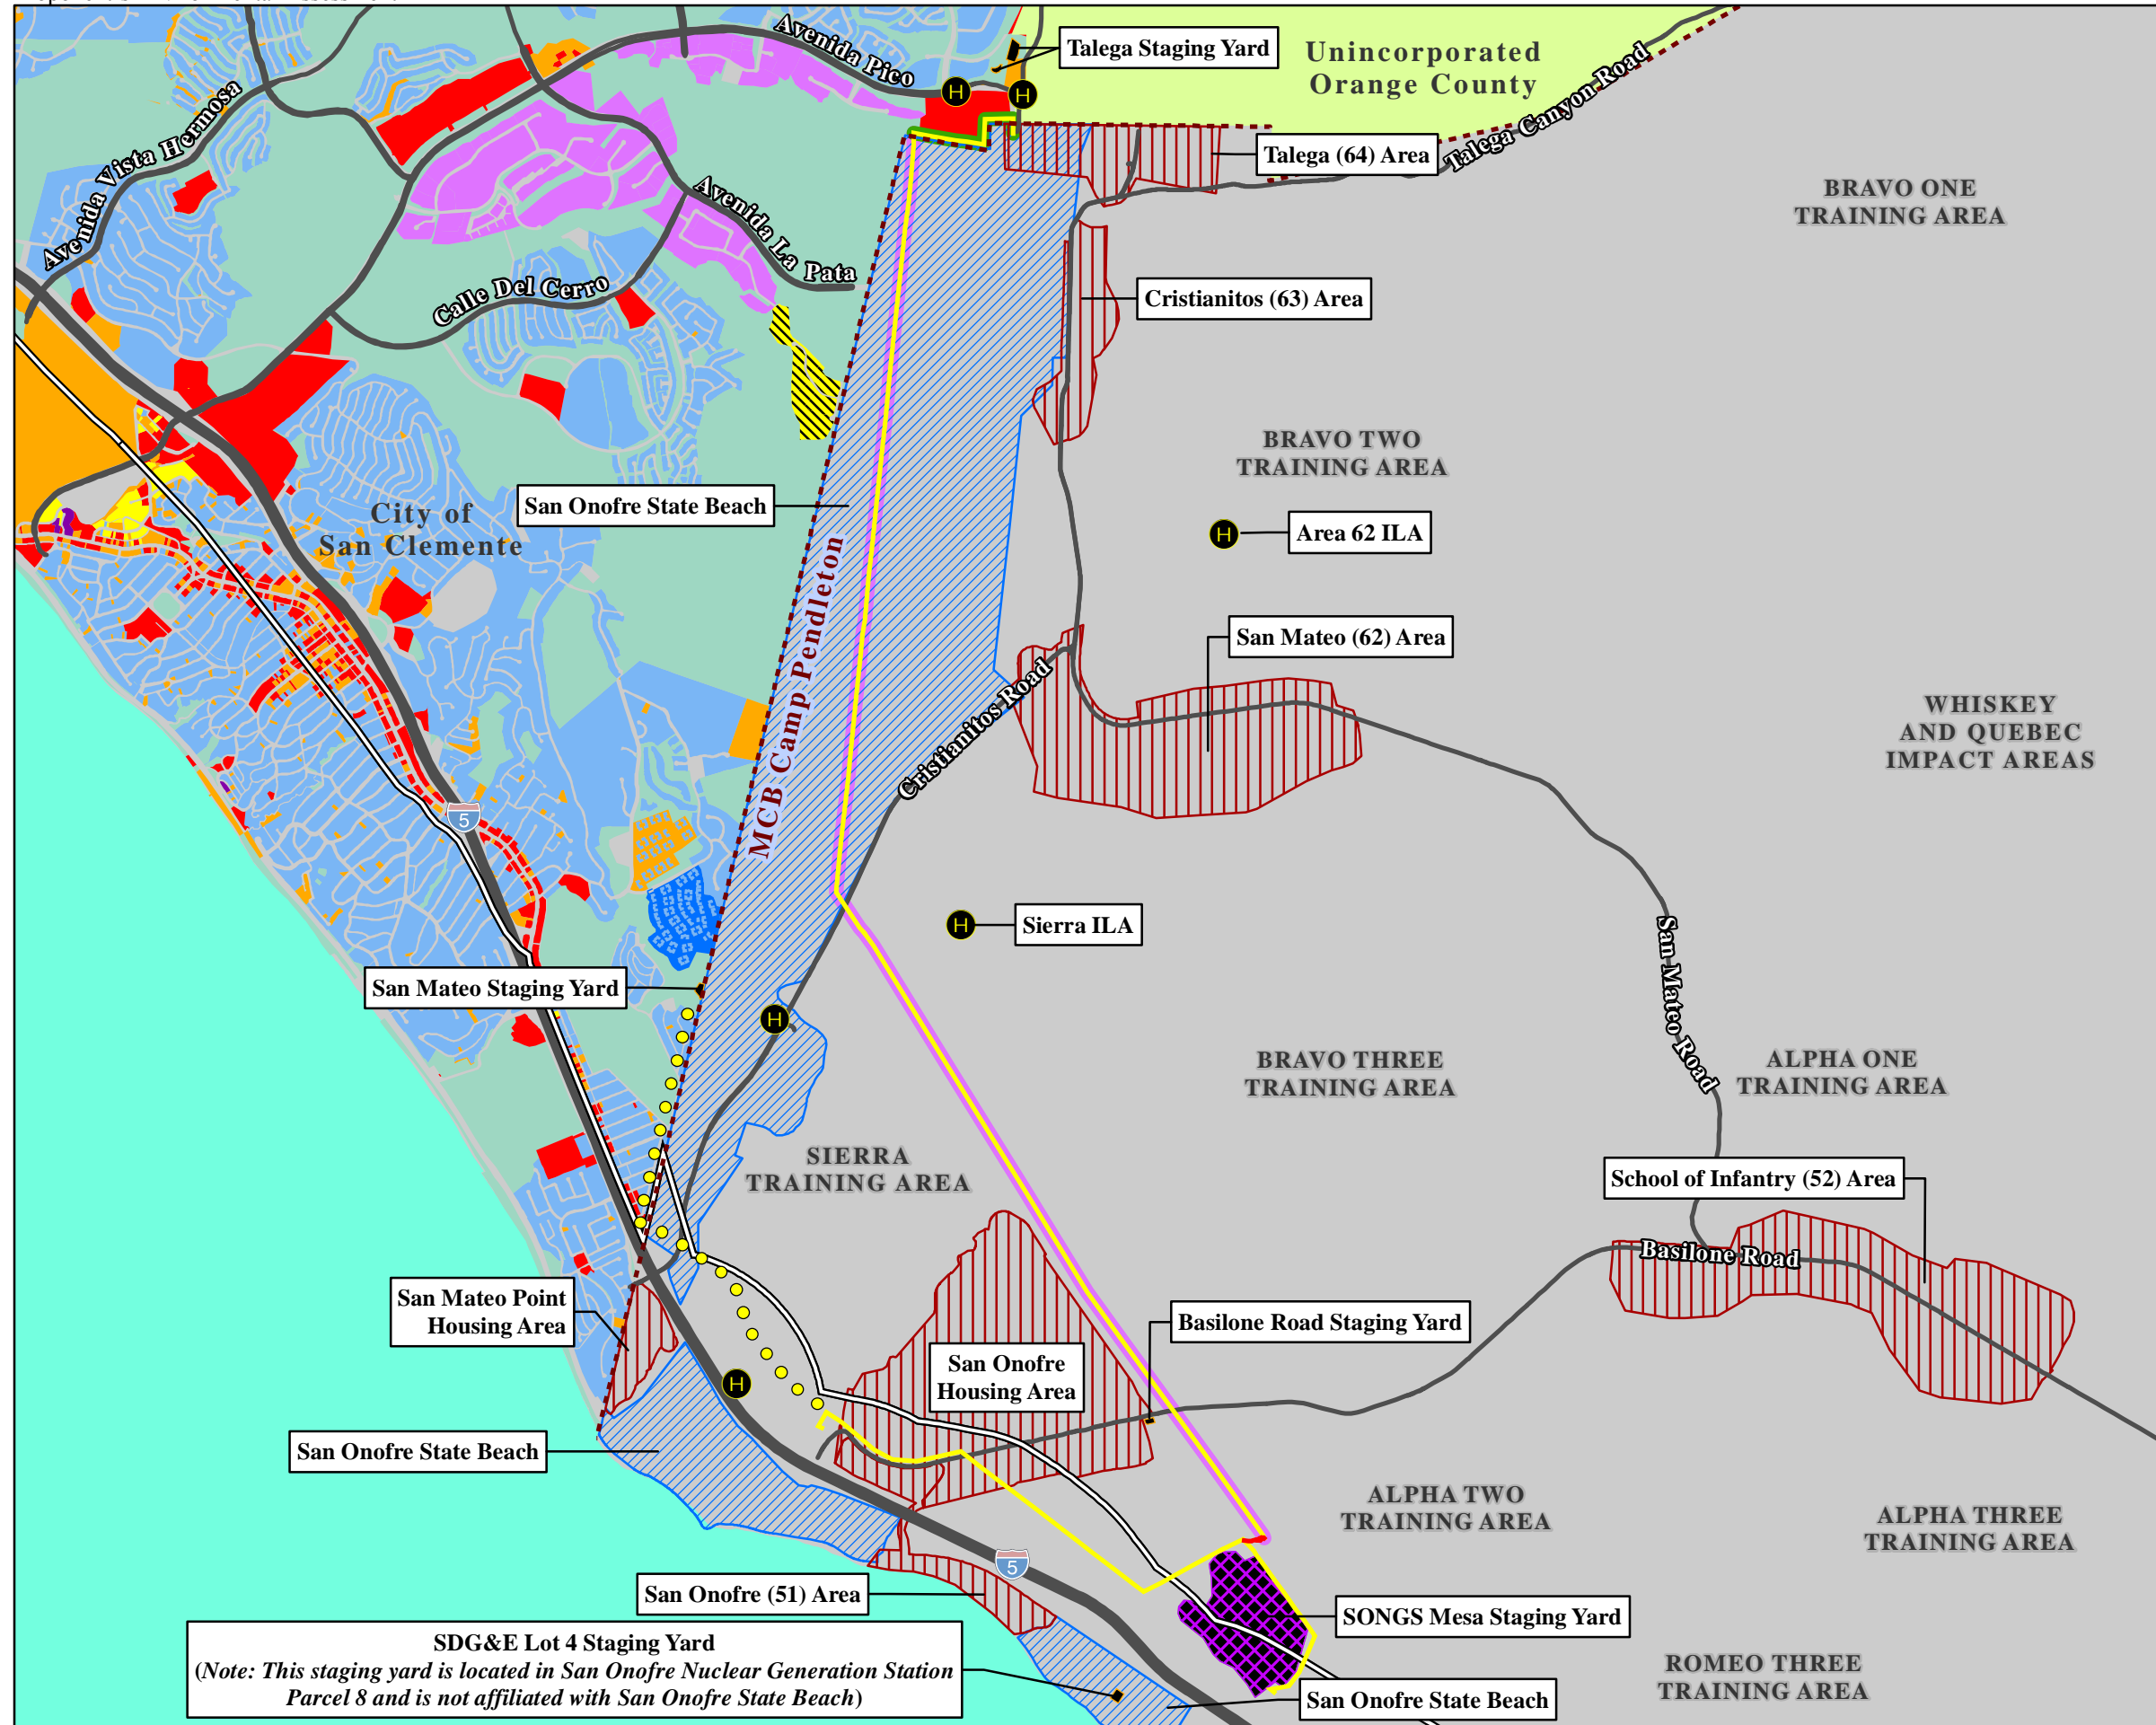 Talega Staging Yard
Unincorporated
Orange County
Avenida Pico
Talega Canyon Road
H
H
Avenida Vista Hermosa
Talega (64) Area
BRAVO ONE
TRAINING AREA
Avenida La Pata
Calle Del Cerro
Cristianitos (63) Area
BRAVO TWO
TRAINING AREA
San Onofre State Beach
City of
San Clemente
H
Area 62 ILA
MCB Camp Pendleton
San Mateo (62) Area
Cristianitos Road
WHISKEY
AND QUEBEC
IMPACT AREAS
5
H
Sierra ILA
San Mateo Road
San Mateo Staging Yard
H
BRAVO THREE
TRAINING AREA
ALPHA ONE
TRAINING AREA
SIERRA
TRAINING AREA
School of Infantry (52) Area
Basilone Road
San Mateo Point
Housing Area
Basilone Road Staging Yard
San Onofre
Housing Area
H
San Onofre State Beach
ALPHA TWO
TRAINING AREA
ALPHA THREE
TRAINING AREA
5
San Onofre (51) Area
SONGS Mesa Staging Yard
SDG&E Lot 4 Staging Yard
(Note: This staging yard is located in San Onofre Nuclear Generation Station
Parcel 8 and is not affiliated with San Onofre State Beach)
ROMEO THREE
TRAINING AREA
San Onofre State Beach